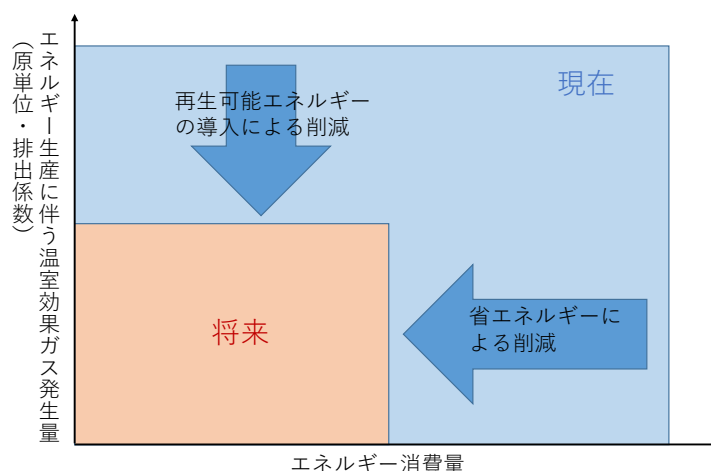 エネルギー生産に伴う温室効果ガス発生量
（原単位・排出係数）
現在
再生可能エネルギー
の導入による削減
将来
省エネルギーに
よる削減
エネルギー消費量